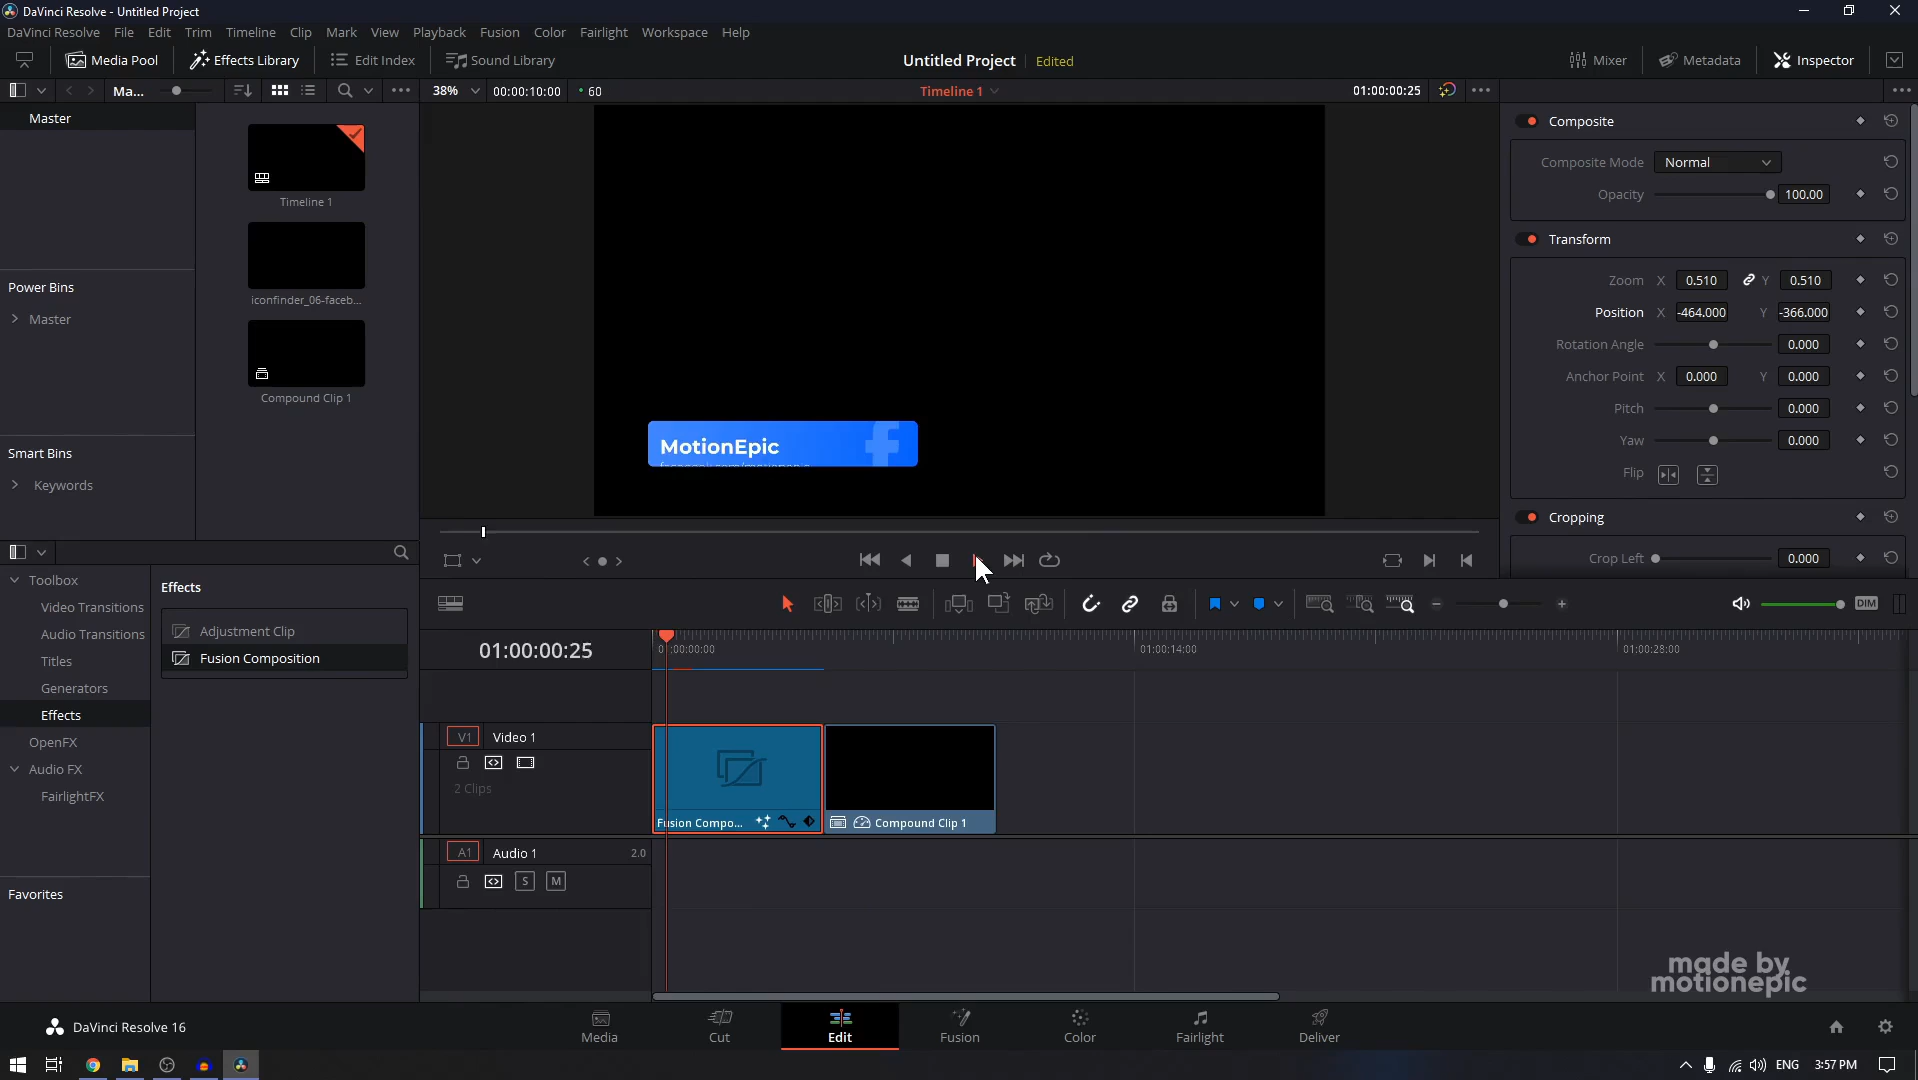 DaVinci Resolve - Untitled Project
DaVinci Resolve File Edit Trim Timeline Clip Mark View Playback Fusion Color Fairlight Workspace Help
Media Pool Effects Library Edit Index Sound Library Untitled Project Edited Mixer Metadata Inspector
Ma... 38% 00:00:10:00 60 Timeline 1 01:00:00:25
Master
Timeline 1
iconfinder_06-faceb...
Compound Clip 1
Power Bins
Master
Smart Bins
Keywords
MotionEpic
Composite
Composite Mode Normal
Opacity 100.00
Transform
Zoom X 0.510 Y 0.510
Position X -464.000 Y -366.000
Rotation Angle 0.000
Anchor Point X 0.000 Y 0.000
Pitch 0.000
Yaw 0.000
Flip
Cropping
Crop Left 0.000
Toolbox
Video Transitions
Audio Transitions
Titles
Generators
Effects
OpenFX
Audio FX
FairlightFX
Favorites
Effects
Adjustment Clip
Fusion Composition
DIM
01:00:00:25
:00:00:00 01:00:14:00 01:00:28:00
V1 Video 1
2 Clips
Fusion Compo... Compound Clip 1
A1 Audio 1 2.0
S M
made by
motionepic
DaVinci Resolve 16
Media Cut Edit Fusion Color Fairlight Deliver
ENG 3:57 PM